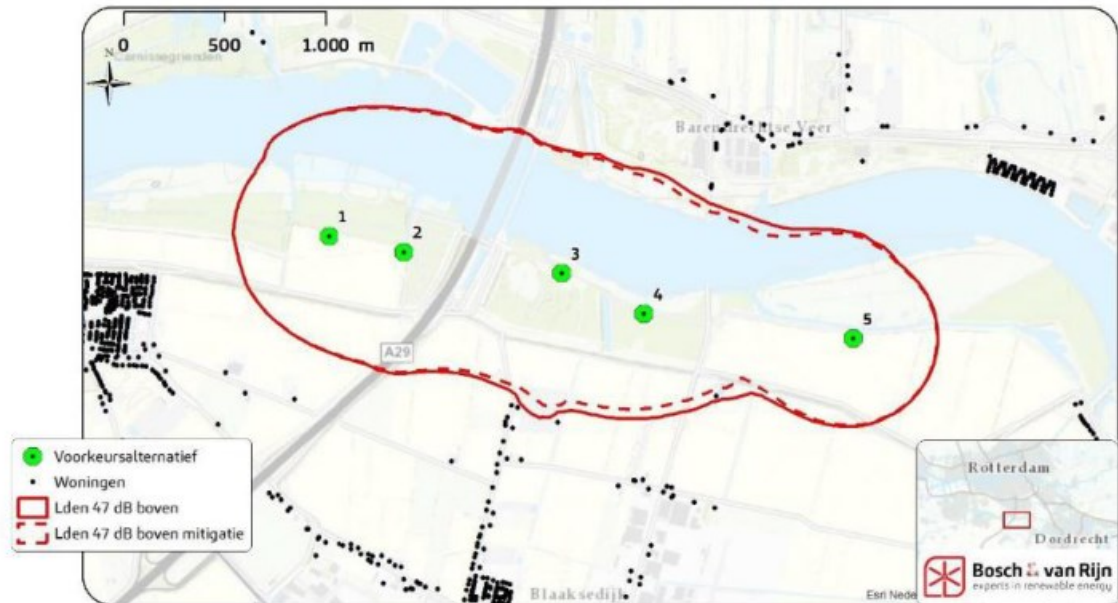 0 500 1.000 m
N
Carnissegrienden
Barendrechtse Veer
1
2
3
4
5
A29
Voorkeursalternatief
Woningen
Lden 47 dB boven
Lden 47 dB boven mitigatie
Rotterdam
Dordrecht
Blaaksedijk
Esri Nede
Bosch & van Rijn
experts in renewable energy